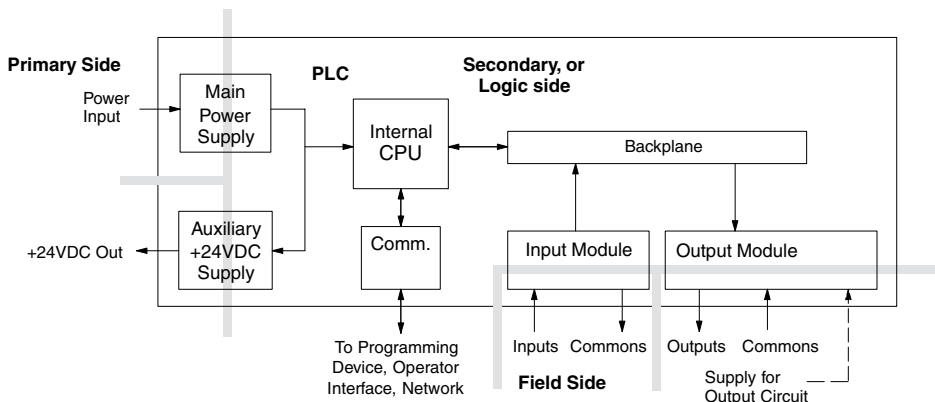 Primary Side
PLC
Secondary, or
Logic side
Power
Input
Main
Power
Supply
Internal
CPU
Backplane
+24VDC Out
Auxiliary
+24VDC
Supply
Comm.
Input Module
Output Module
To Programming
Device, Operator
Interface, Network
Inputs
Commons
Outputs
Commons
Field Side
Supply for
Output Circuit